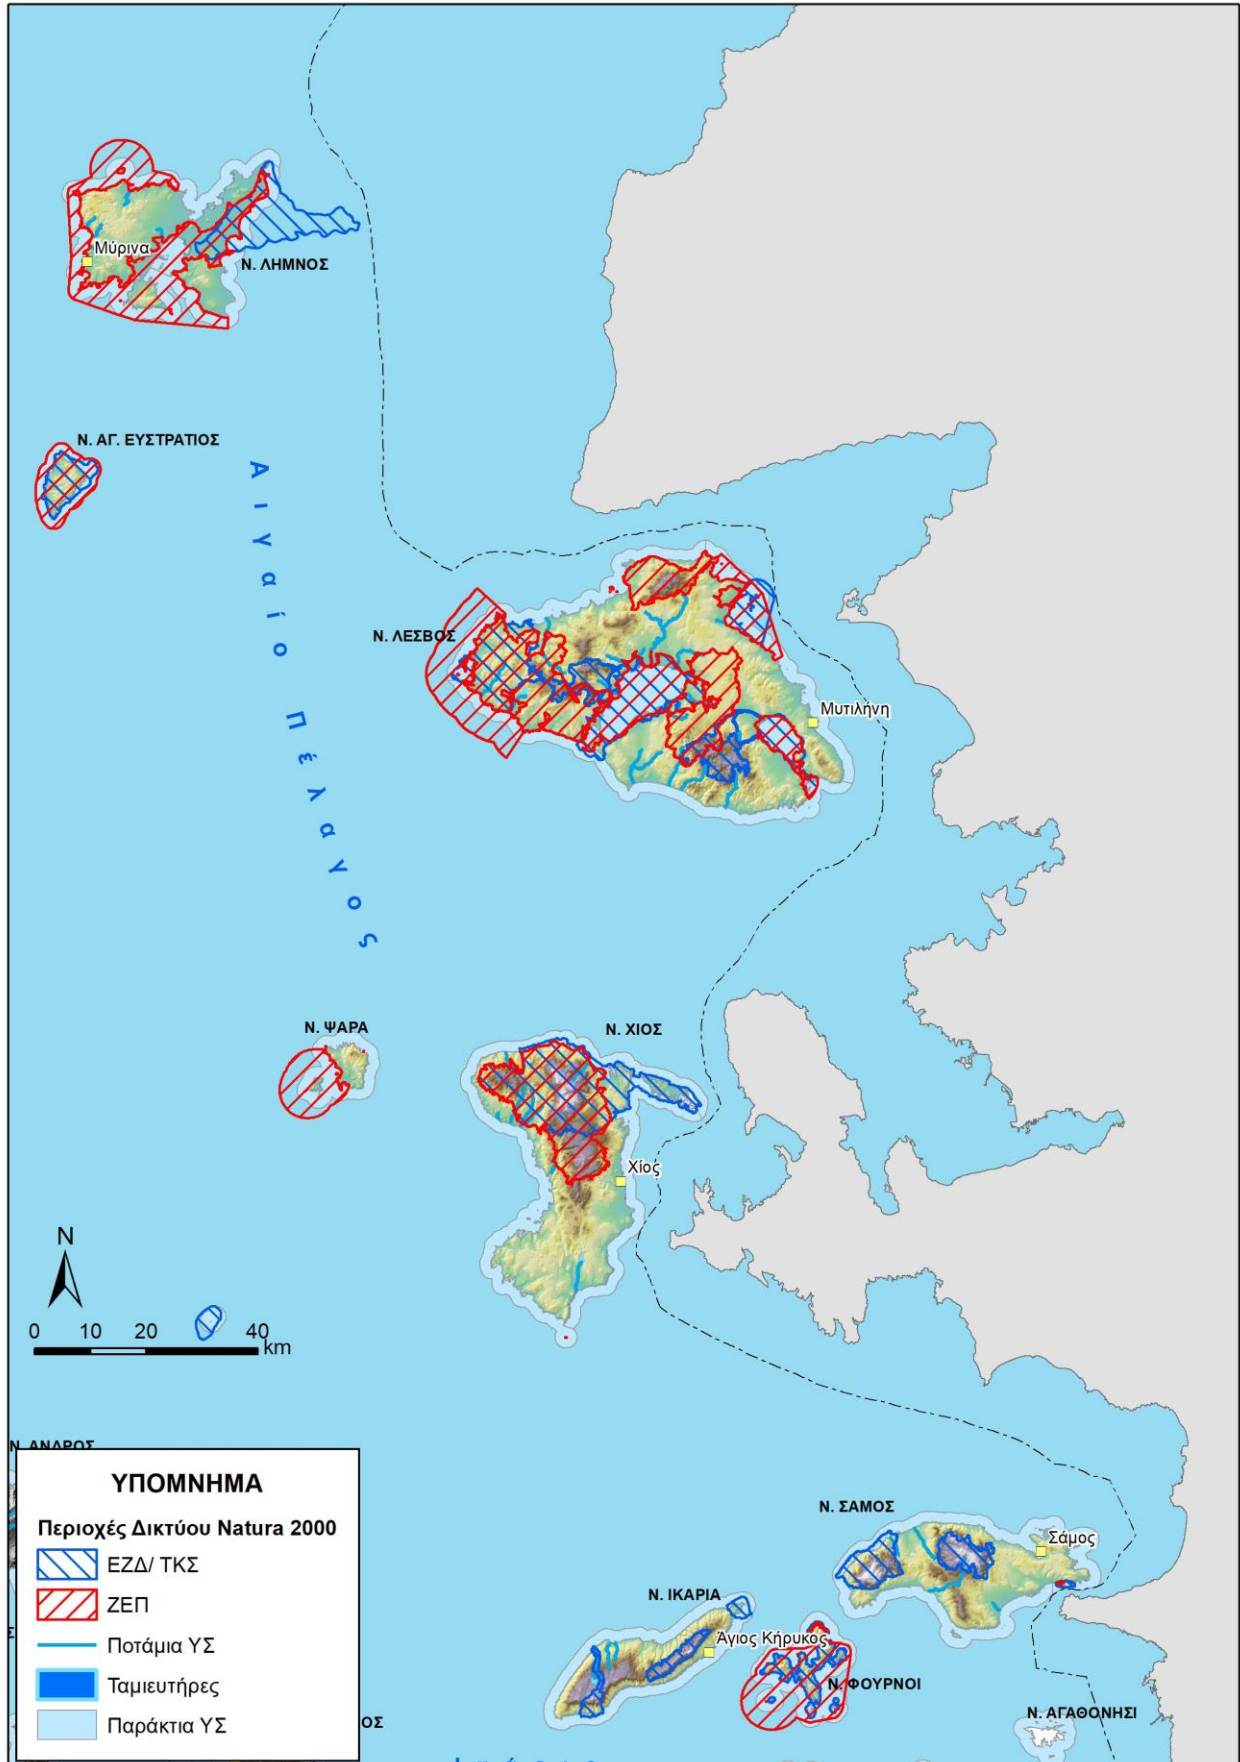 Μύρινα
Ν. ΛΗΜΝΟΣ
Ν. ΑΓ. ΕΥΣΤΡΑΤΙΟΣ
Αιγαίο Πέλαγος
Ν. ΛΕΣΒΟΣ
Μυτιλήνη
Ν. ΨΑΡΑ
Ν. ΧΙΟΣ
Χίος
N
0 10 20 40
km
Ν. ΑΝΔΡΟΣ
ΥΠΟΜΝΗΜΑ
Περιοχές Δικτύου Natura 2000
ΕΖΔ/ ΤΚΣ
ΖΕΠ
Ποτάμια ΥΣ
Ταμιευτήρες
Παράκτια ΥΣ
ΟΣ
Ν. ΣΑΜΟΣ
Σάμος
Ν. ΙΚΑΡΙΑ
Άγιος Κήρυκος
Ν. ΦΟΥΡΝΟΙ
Ν. ΑΓΑΘΟΝΗΣΙ